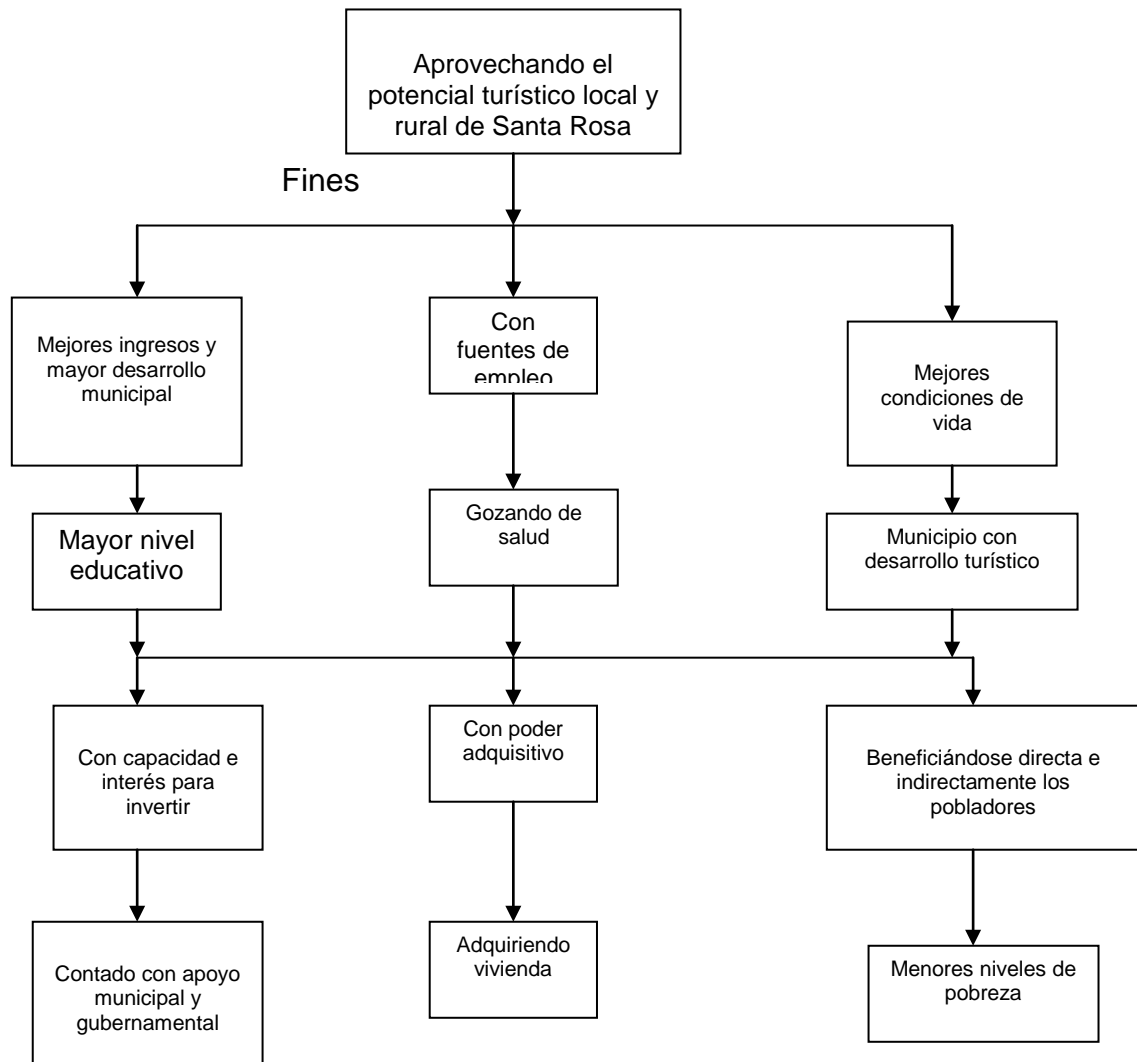 Aprovechando el
potencial turístico local y
rural de Santa Rosa
Fines
Mejores ingresos y
mayor desarrollo
municipal
Con
fuentes de
empleo
Mejores
condiciones de
vida
Mayor nivel
educativo
Gozando de
salud
Municipio con
desarrollo turístico
Con capacidad e
interés para
invertir
Con poder
adquisitivo
Beneficiándose directa e
indirectamente los
pobladores
Contado con apoyo
municipal y
gubernamental
Adquiriendo
vivienda
Menores niveles de
pobreza